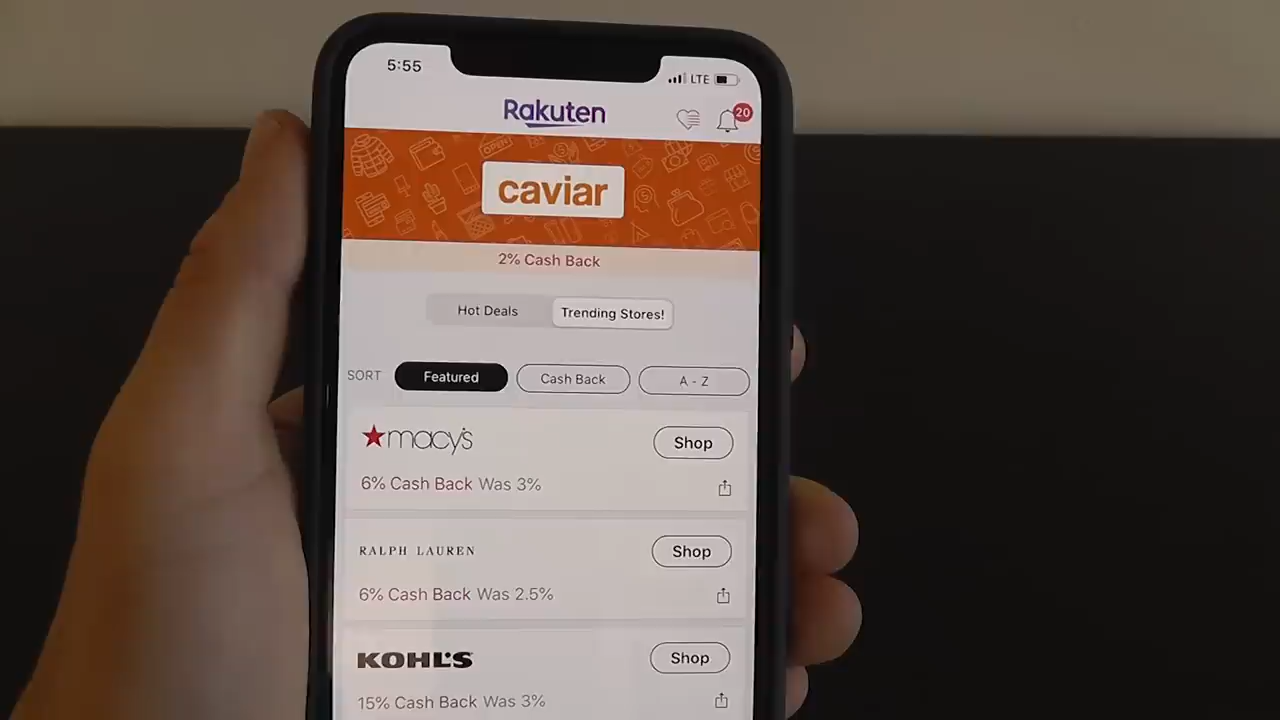 5:55
LTE
Rakuten
20
OPEN
caviar
2% Cash Back
Hot Deals
Trending Stores!
SORT
Featured
Cash Back
A - Z
macy's
Shop
6% Cash Back Was 3%
RALPH LAUREN
Shop
6% Cash Back Was 2.5%
KOHL'S
Shop
15% Cash Back Was 3%